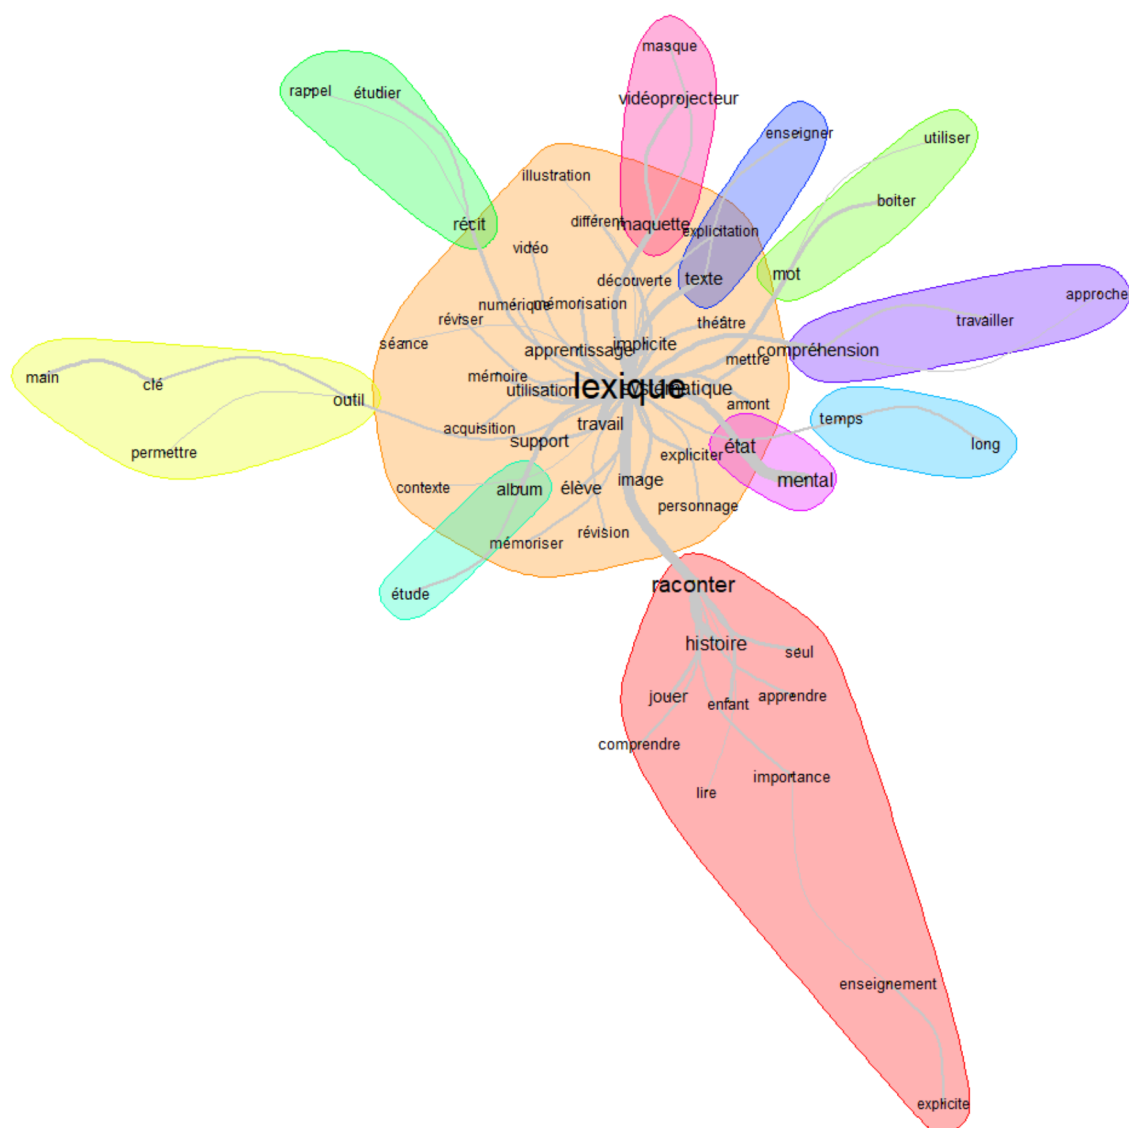 masque
rappel
étudier
vidéoprojecteur
enseigner
utiliser
illustration
boiter
différent
maquette
récit
explicitation
vidéo
découverte
texte
mot
approche
numérique
mémorisation
réviser
théâtre
travailler
séance
apprentissage
implicite
compréhension
mettre
main
clé
mémoire
utilisation
lexique
systématique
outil
amont
acquisition
travail
temps
support
état
long
permettre
expliciter
contexte
album
élève
image
mental
personnage
mémoriser
révision
étude
raconter
histoire
seul
jouer
enfant
apprendre
comprendre
importance
lire
enseignement
explicite